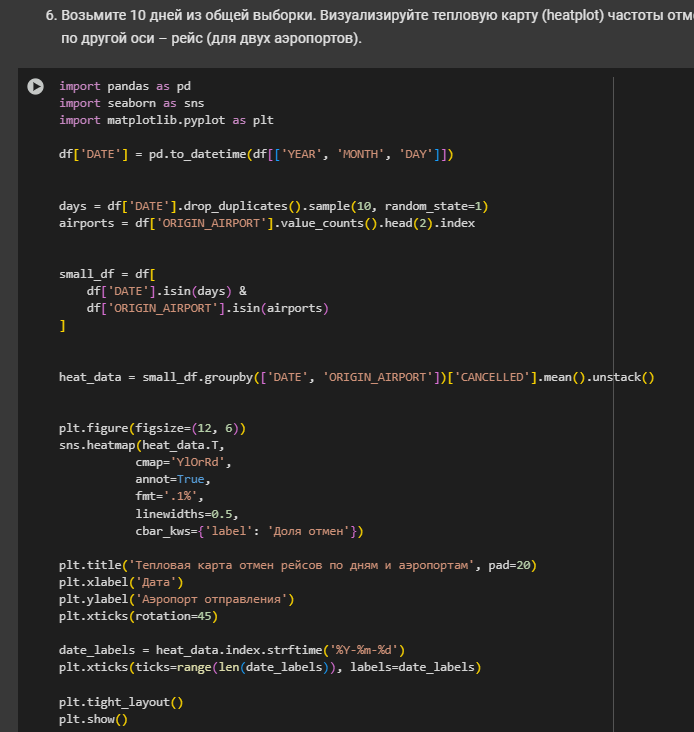 6. Возьмите 10 дней из общей выборки. Визуализируйте тепловую карту (heatplot) частоты
по другой оси – рейс (для двух аэропортов).
import pandas as pd
import seaborn as sns
import matplotlib.pyplot as plt
df['DATE'] = pd.to_datetime(df[['YEAR', 'MONTH', 'DAY']])
days = df['DATE'].drop_duplicates().sample(10, random_state=1)
airports = df['ORIGIN_AIRPORT'].value_counts().head(2).index
small_df = df[
    df['DATE'].isin(days) &
    df['ORIGIN_AIRPORT'].isin(airports)
]
heat_data = small_df.groupby(['DATE', 'ORIGIN_AIRPORT'])['CANCELLED'].mean().unstack()
plt.figure(figsize=(12, 6))
sns.heatmap(heat_data.T,
           cmap='YlOrRd',
           annot=True,
           fmt='.1%',
           linewidths=0.5,
           cbar_kws={'label': 'Доля отмен'})
plt.title('Тепловая карта отмен рейсов по дням и аэропортам', pad=20)
plt.xlabel('Дата')
plt.ylabel('Аэропорт отправления')
plt.xticks(rotation=45)
date_labels = heat_data.index.strftime('%Y-%m-%d')
plt.xticks(ticks=range(len(date_labels)), labels=date_labels)
plt.tight_layout()
plt.show()